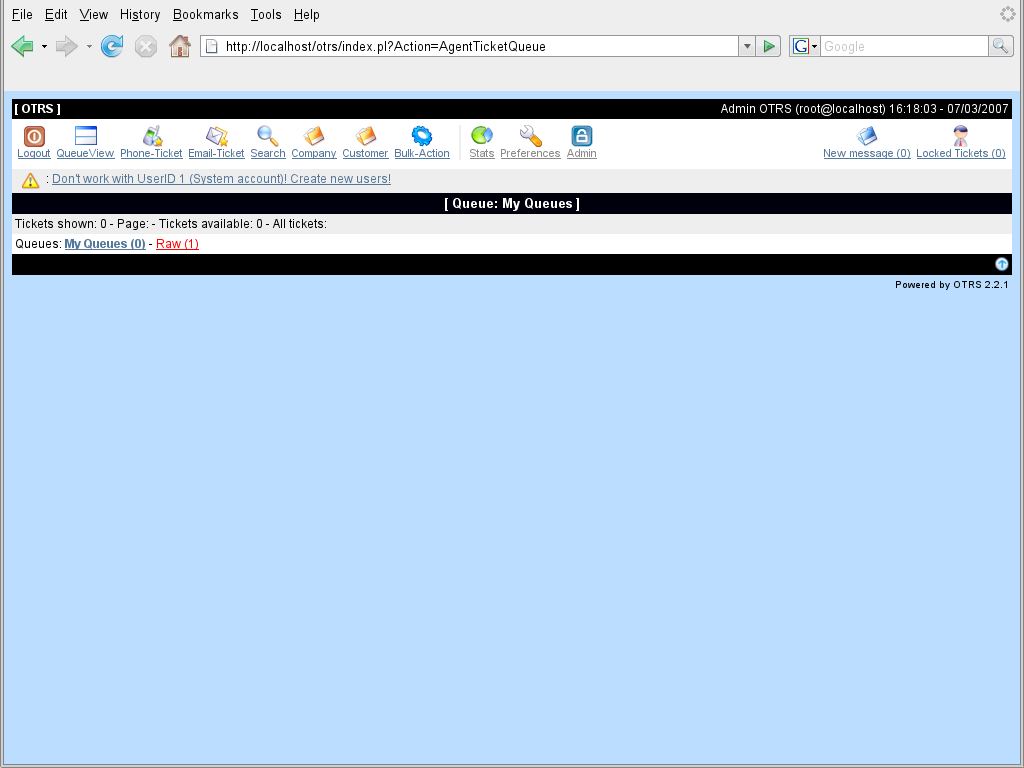 File Edit View History Bookmarks Tools Help
http://localhost/otrs/index.pl?Action=AgentTicketQueue
G Google
[ OTRS ] Admin OTRS (root@localhost) 16:18:03 - 07/03/2007
Logout QueueView Phone-Ticket Email-Ticket Search Company Customer Bulk-Action Stats Preferences Admin New message (0) Locked Tickets (0)
: Don't work with UserID 1 (System account)! Create new users!
[ Queue: My Queues ]
Tickets shown: 0 - Page: - Tickets available: 0 - All tickets:
Queues: My Queues (0) - Raw (1)
Powered by OTRS 2.2.1